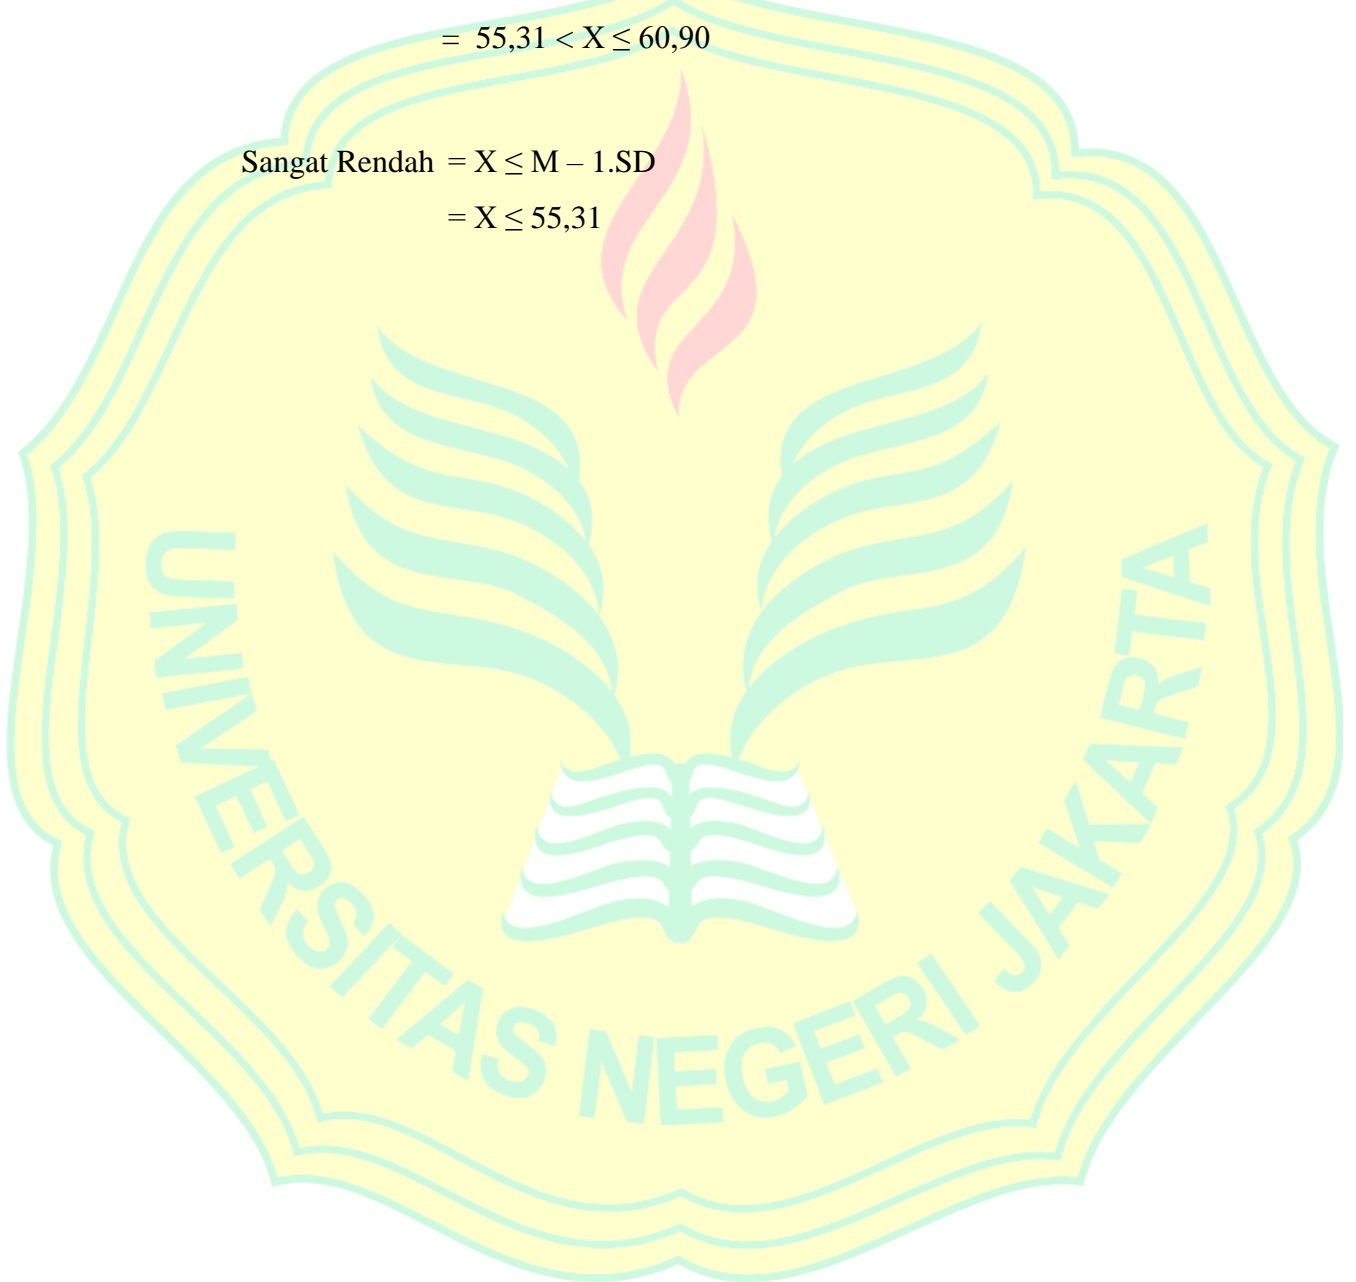 = 55,31 < X ≤ 60,90
Sangat Rendah = X ≤ M – 1.SD
= X ≤ 55,31
UNIVERSITAS NEGERI JAKARTA